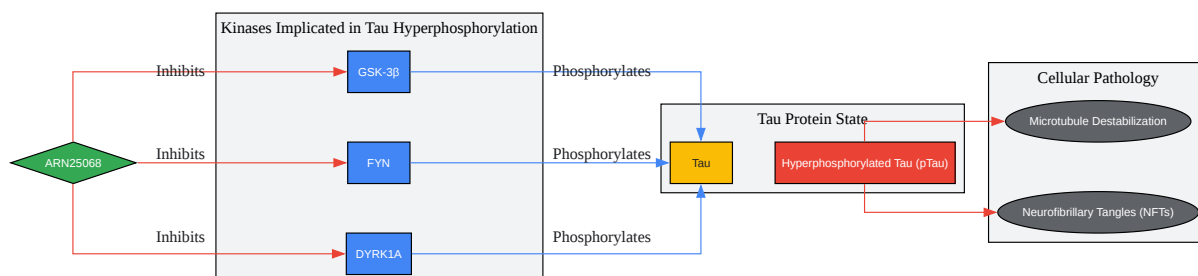 Kinases Implicated in Tau Hyperphosphorylation
Cellular Pathology
Inhibits
GSK-3β
Phosphorylates
Tau Protein State
Microtubule Destabilization
ARN25068
Inhibits
FYN
Phosphorylates
Tau
Hyperphosphorylated Tau (pTau)
Neurofibrillary Tangles (NFTs)
Inhibits
DYRK1A
Phosphorylates